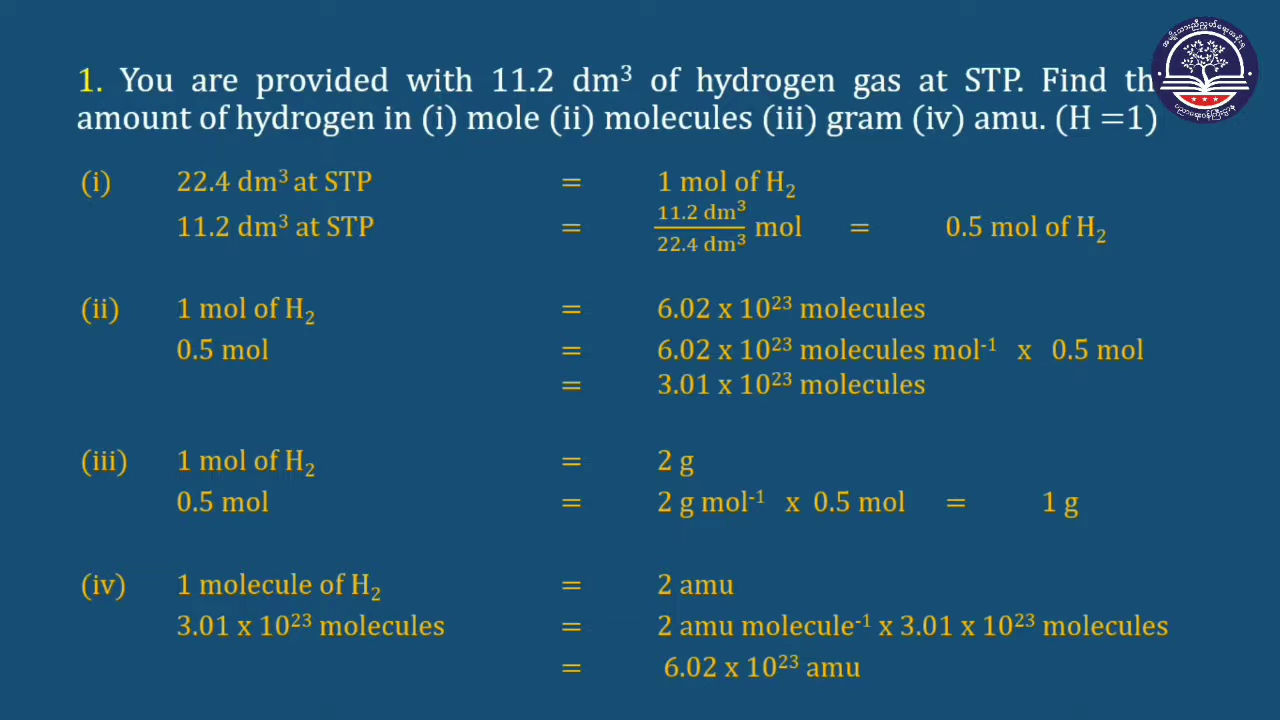 1. You are provided with 11.2 dm³ of hydrogen gas at STP. Find th
amount of hydrogen in (i) mole (ii) molecules (iii) gram (iv) amu. (H =1)
(i) 22.4 dm³ at STP = 1 mol of H₂
11.2 dm³ at STP = 11.2 dm³ / 22.4 dm³ mol = 0.5 mol of H₂
(ii) 1 mol of H₂ = 6.02 x 10²³ molecules
0.5 mol = 6.02 x 10²³ molecules mol⁻¹ x 0.5 mol
= 3.01 x 10²³ molecules
(iii) 1 mol of H₂ = 2 g
0.5 mol = 2 g mol⁻¹ x 0.5 mol = 1 g
(iv) 1 molecule of H₂ = 2 amu
3.01 x 10²³ molecules = 2 amu molecule⁻¹ x 3.01 x 10²³ molecules
= 6.02 x 10²³ amu